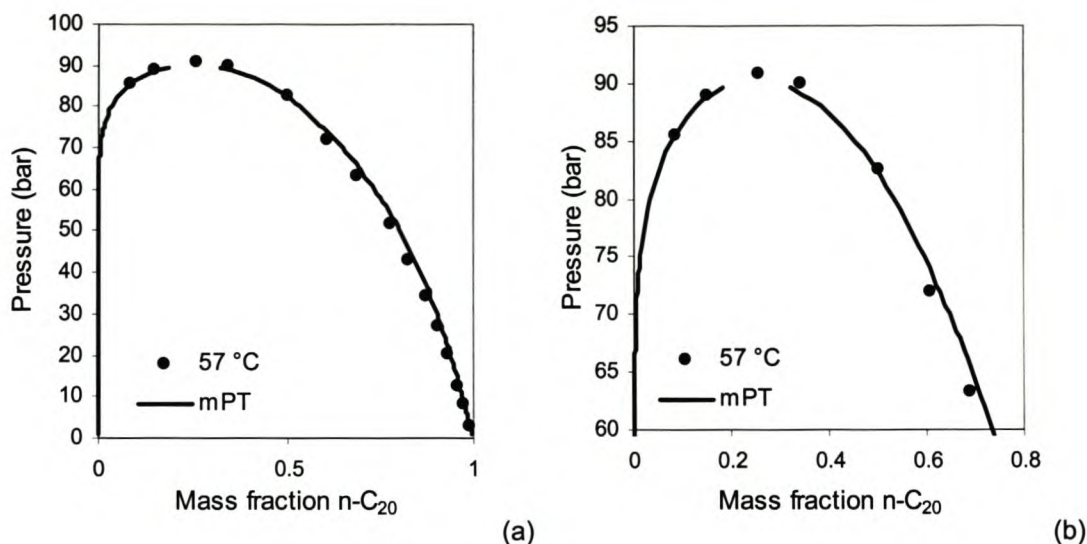 100
90
80
70
60
50
40
30
20
10
0
Pressure (bar)
57 °C
mPT
0
0.5
1
Mass fraction n-C₂₀
(a)
95
90
85
80
75
70
65
60
Pressure (bar)
57 °C
mPT
0
0.2
0.4
0.6
0.8
Mass fraction n-C₂₀
(b)